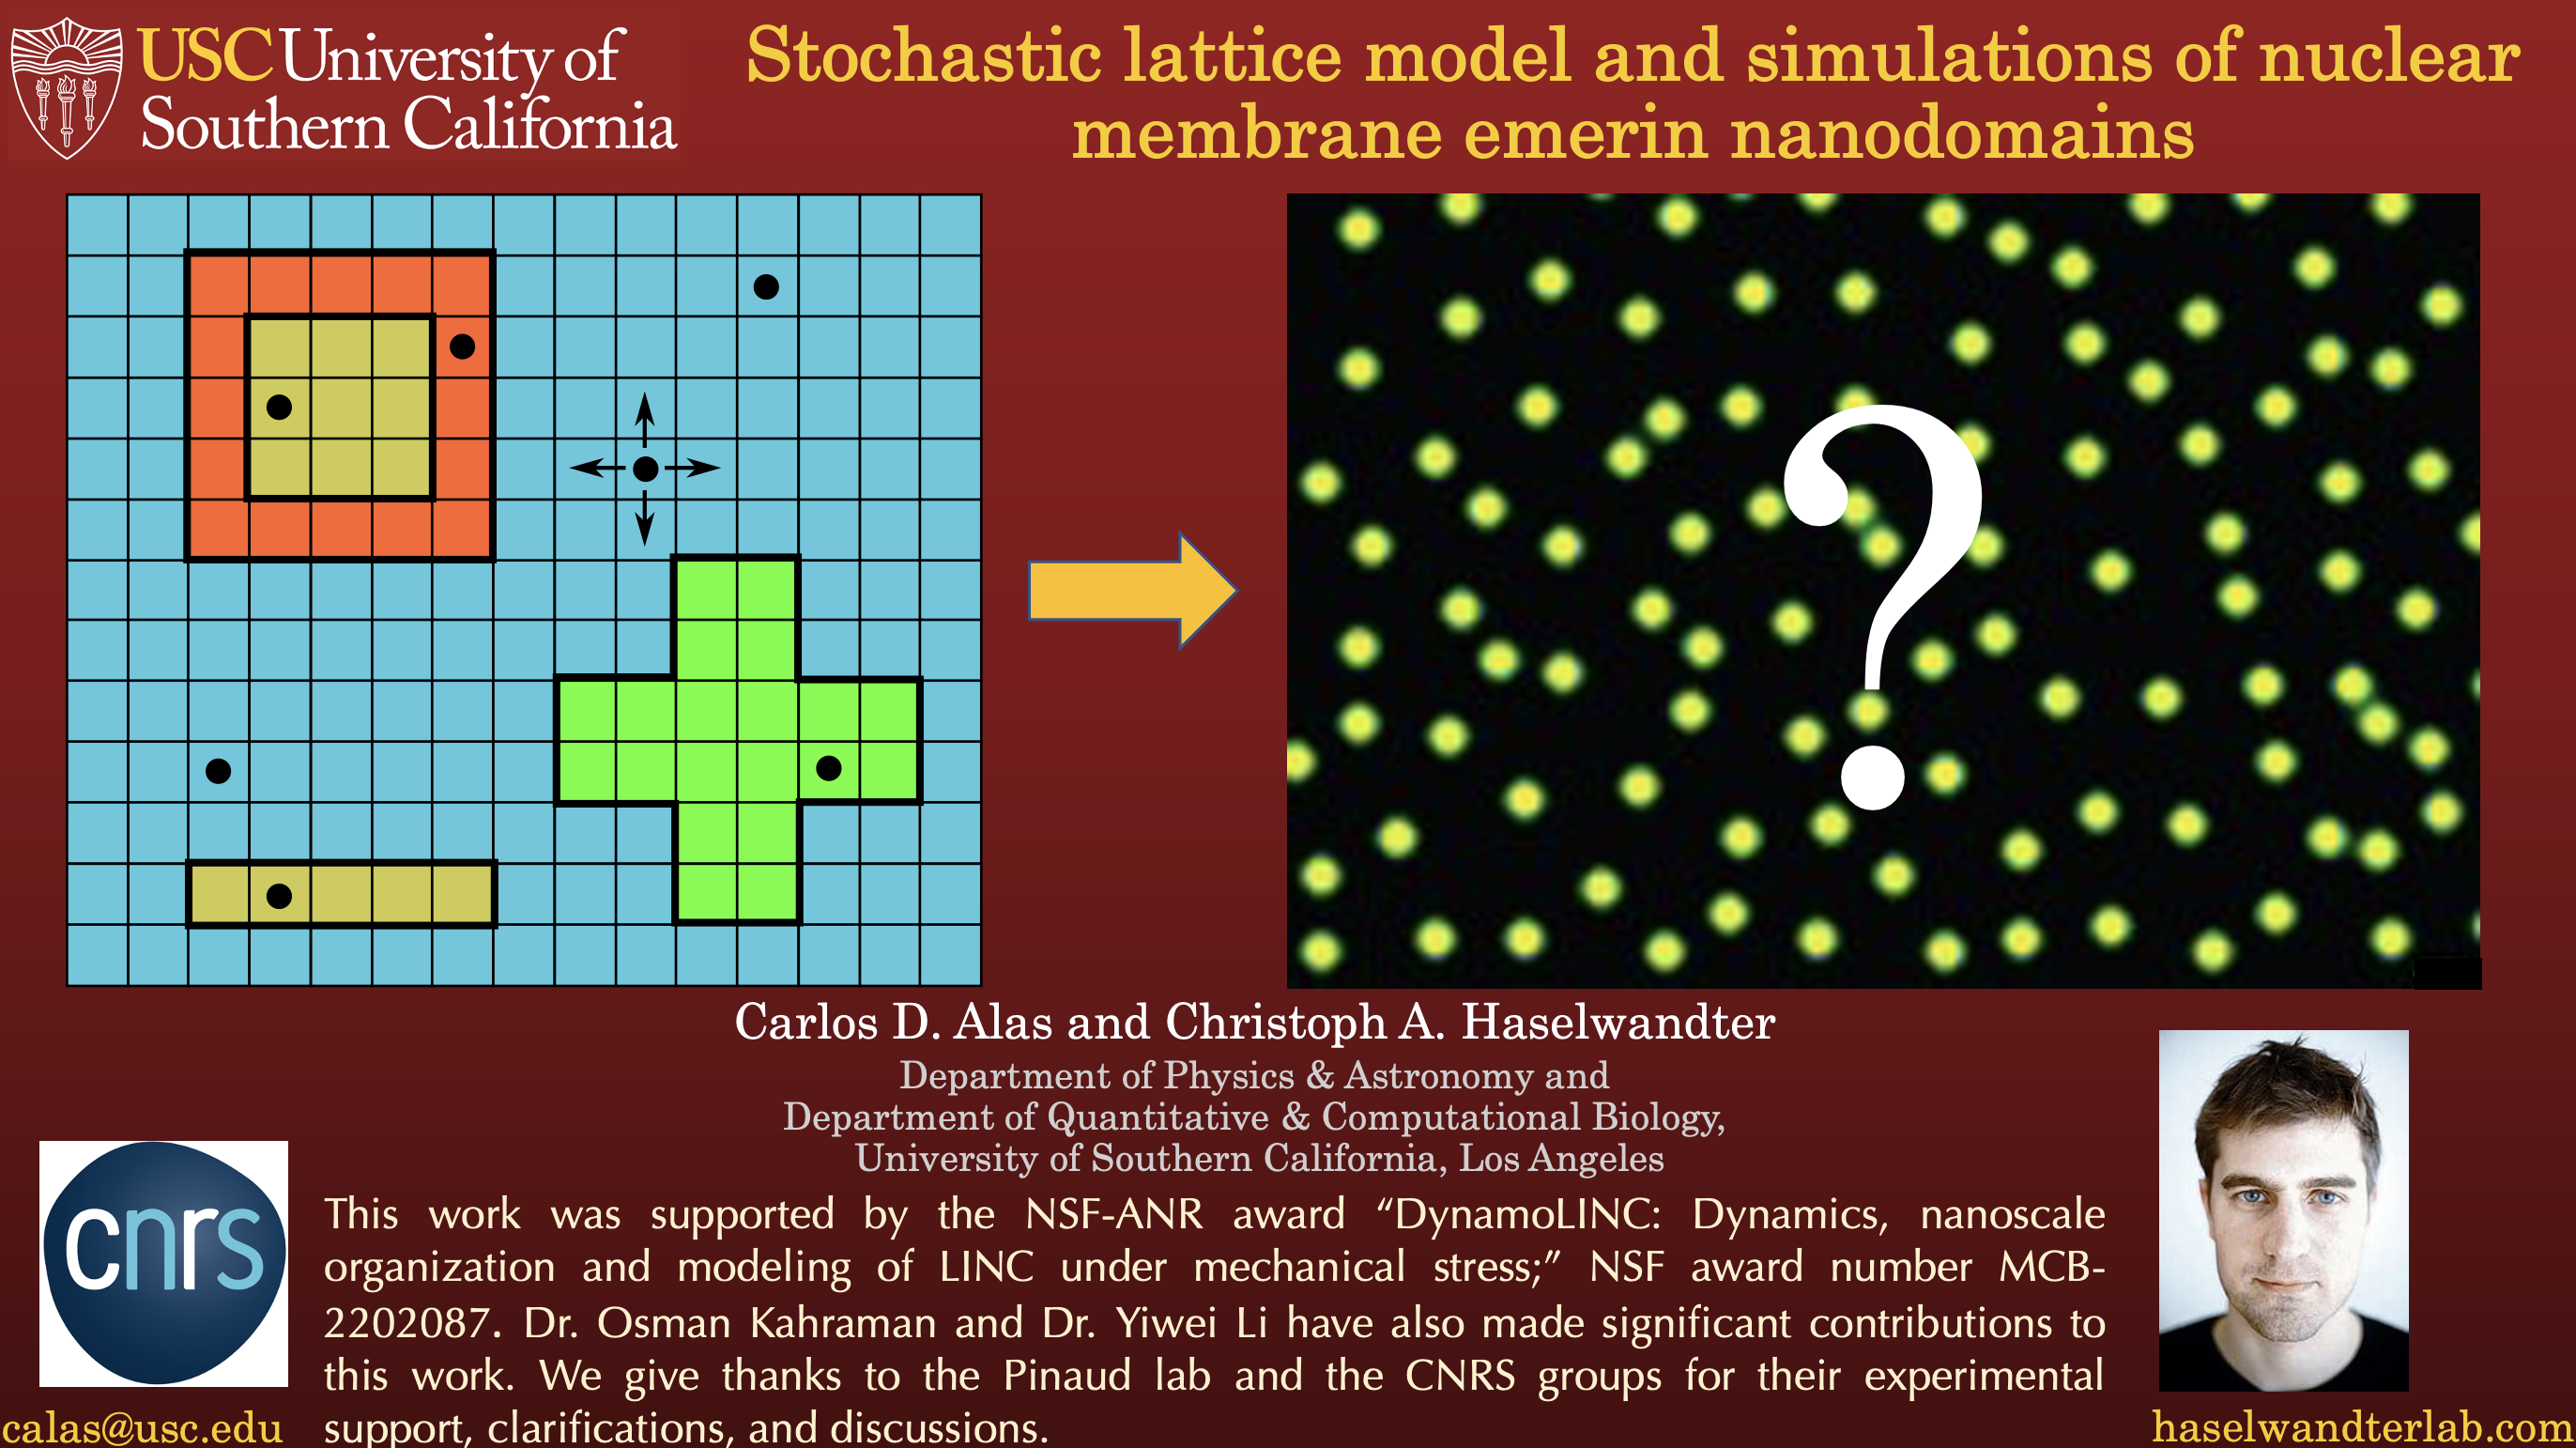 USC University of
Southern California
Stochastic lattice model and simulations of nuclear
membrane emerin nanodomains
?
Carlos D. Alas and Christoph A. Haselwandter
Department of Physics & Astronomy and
Department of Quantitative & Computational Biology,
University of Southern California, Los Angeles
cnrs
This work was supported by the NSF-ANR award “DynamoLINC: Dynamics, nanoscale
organization and modeling of LINC under mechanical stress;” NSF award number MCB-
2202087. Dr. Osman Kahraman and Dr. Yiwei Li have also made significant contributions to
this work. We give thanks to the Pinaud lab and the CNRS groups for their experimental
support, clarifications, and discussions.
calas@usc.edu
haselwandterlab.com